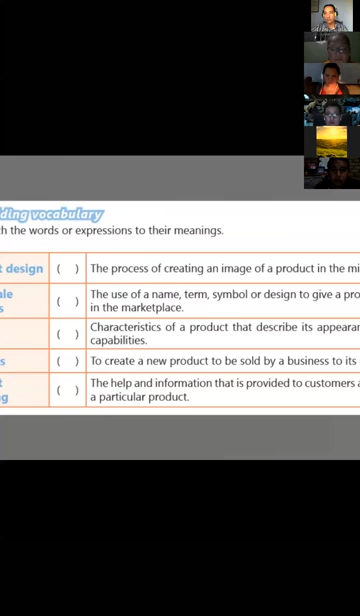 ding vocabulary
h the words or expressions to their meanings.
t design ( ) The process of creating an image of a product in the mi
ale
s
( ) The use of a name, term, symbol or design to give a pro
in the marketplace.
( ) Characteristics of a product that describe its appearan
capabilities.
s ( ) To create a new product to be sold by a business to its
t
g
( ) The help and information that is provided to customers a
a particular product.